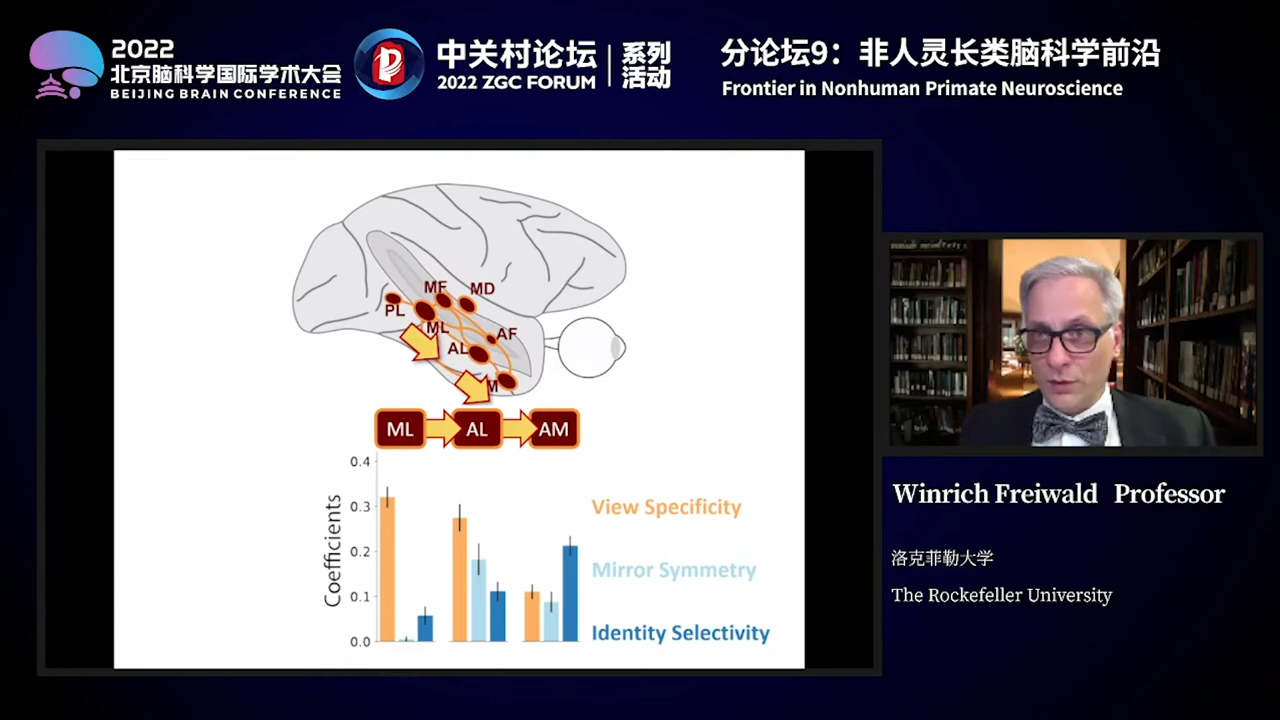 2022
北京脑科学国际学术大会
BEIJING BRAIN CONFERENCE
中关村论坛
2022 ZGC FORUM
系列
活动
分论坛9：非人灵长类脑科学前沿
Frontier in Nonhuman Primate Neuroscience
MF
MD
PL
ML
AF
AL
M
ML
AL
AM
Coefficients
0.4
0.3
0.2
0.1
0.0
View Specificity
Mirror Symmetry
Identity Selectivity
Winrich Freiwald Professor
洛克菲勒大学
The Rockefeller University